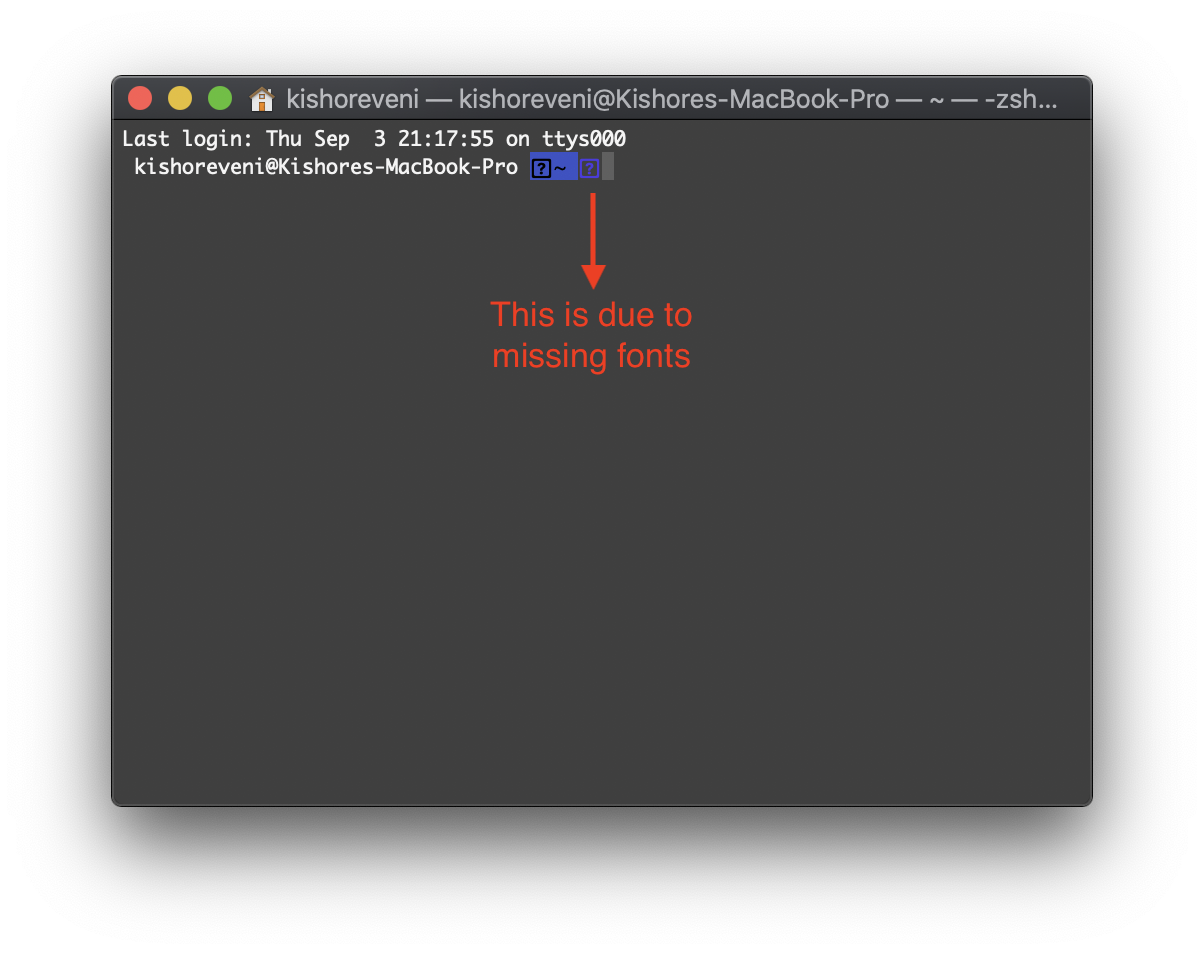 kishoreveni — kishoreveni@Kishores-MacBook-Pro — ~ — -zsh...
Last login: Thu Sep  3 21:17:55 on ttys000
kishoreveni@Kishores-MacBook-Pro ?~ ?
This is due to
missing fonts